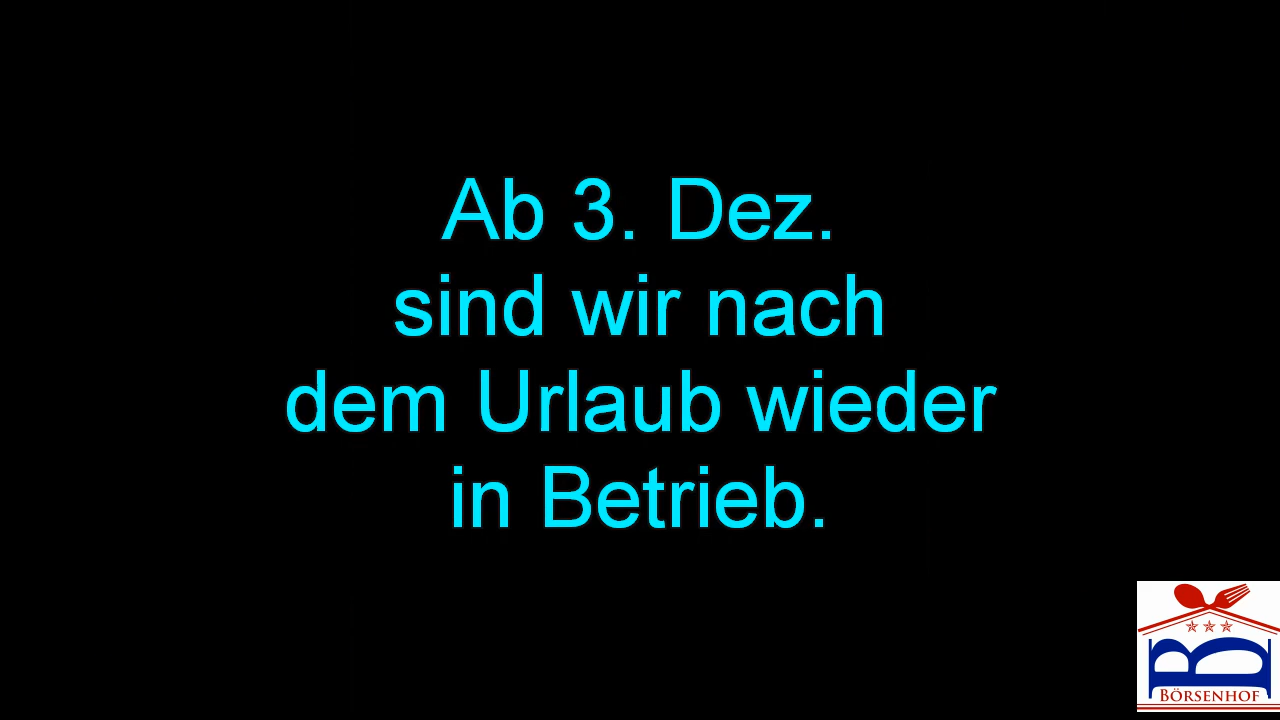 Ab 3. Dez.
sind wir nach
dem Urlaub wieder
in Betrieb.
BÖRSENHOF